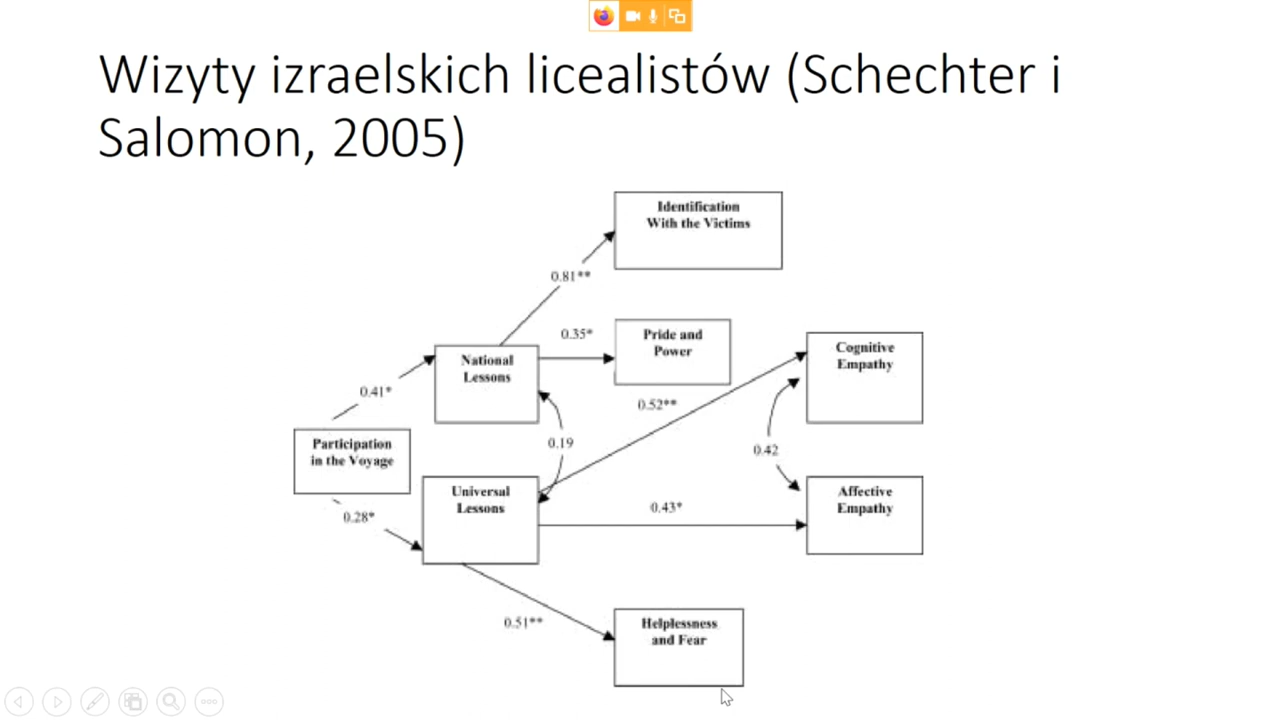 Wizyty izraelskich licealistów (Schechter i
Salomon, 2005)
Identification
With the Victims
0.81**
0.35*
Pride and
Power
National
Lessons
Cognitive
Empathy
0.41*
0.52**
Participation
in the Voyage
0.19
0.42
Universal
Lessons
Affective
Empathy
0.28*
0.43*
0.51**
Helplessness
and Fear